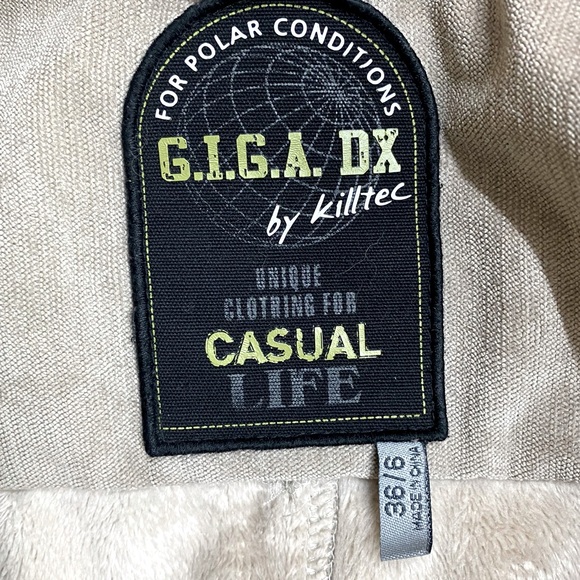 FOR POLAR CONDITIONS
G.I.G.A. DX
by killtec
UNIQUE
CLOTHING FOR
CASUAL
LIFE
36/6
MADE IN CHINA